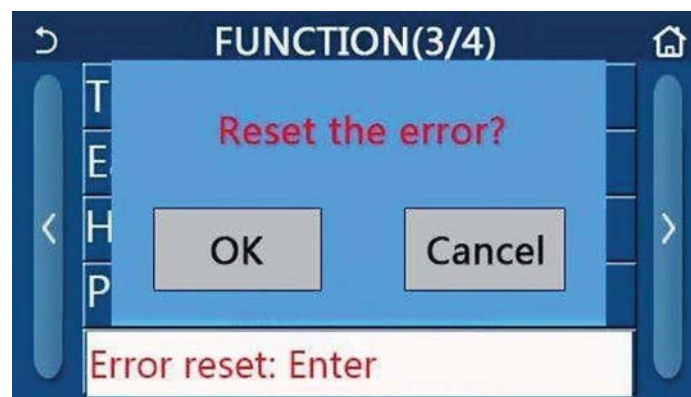 FUNCTION(3/4)
Reset the error?
OK
Cancel
Error reset: Enter